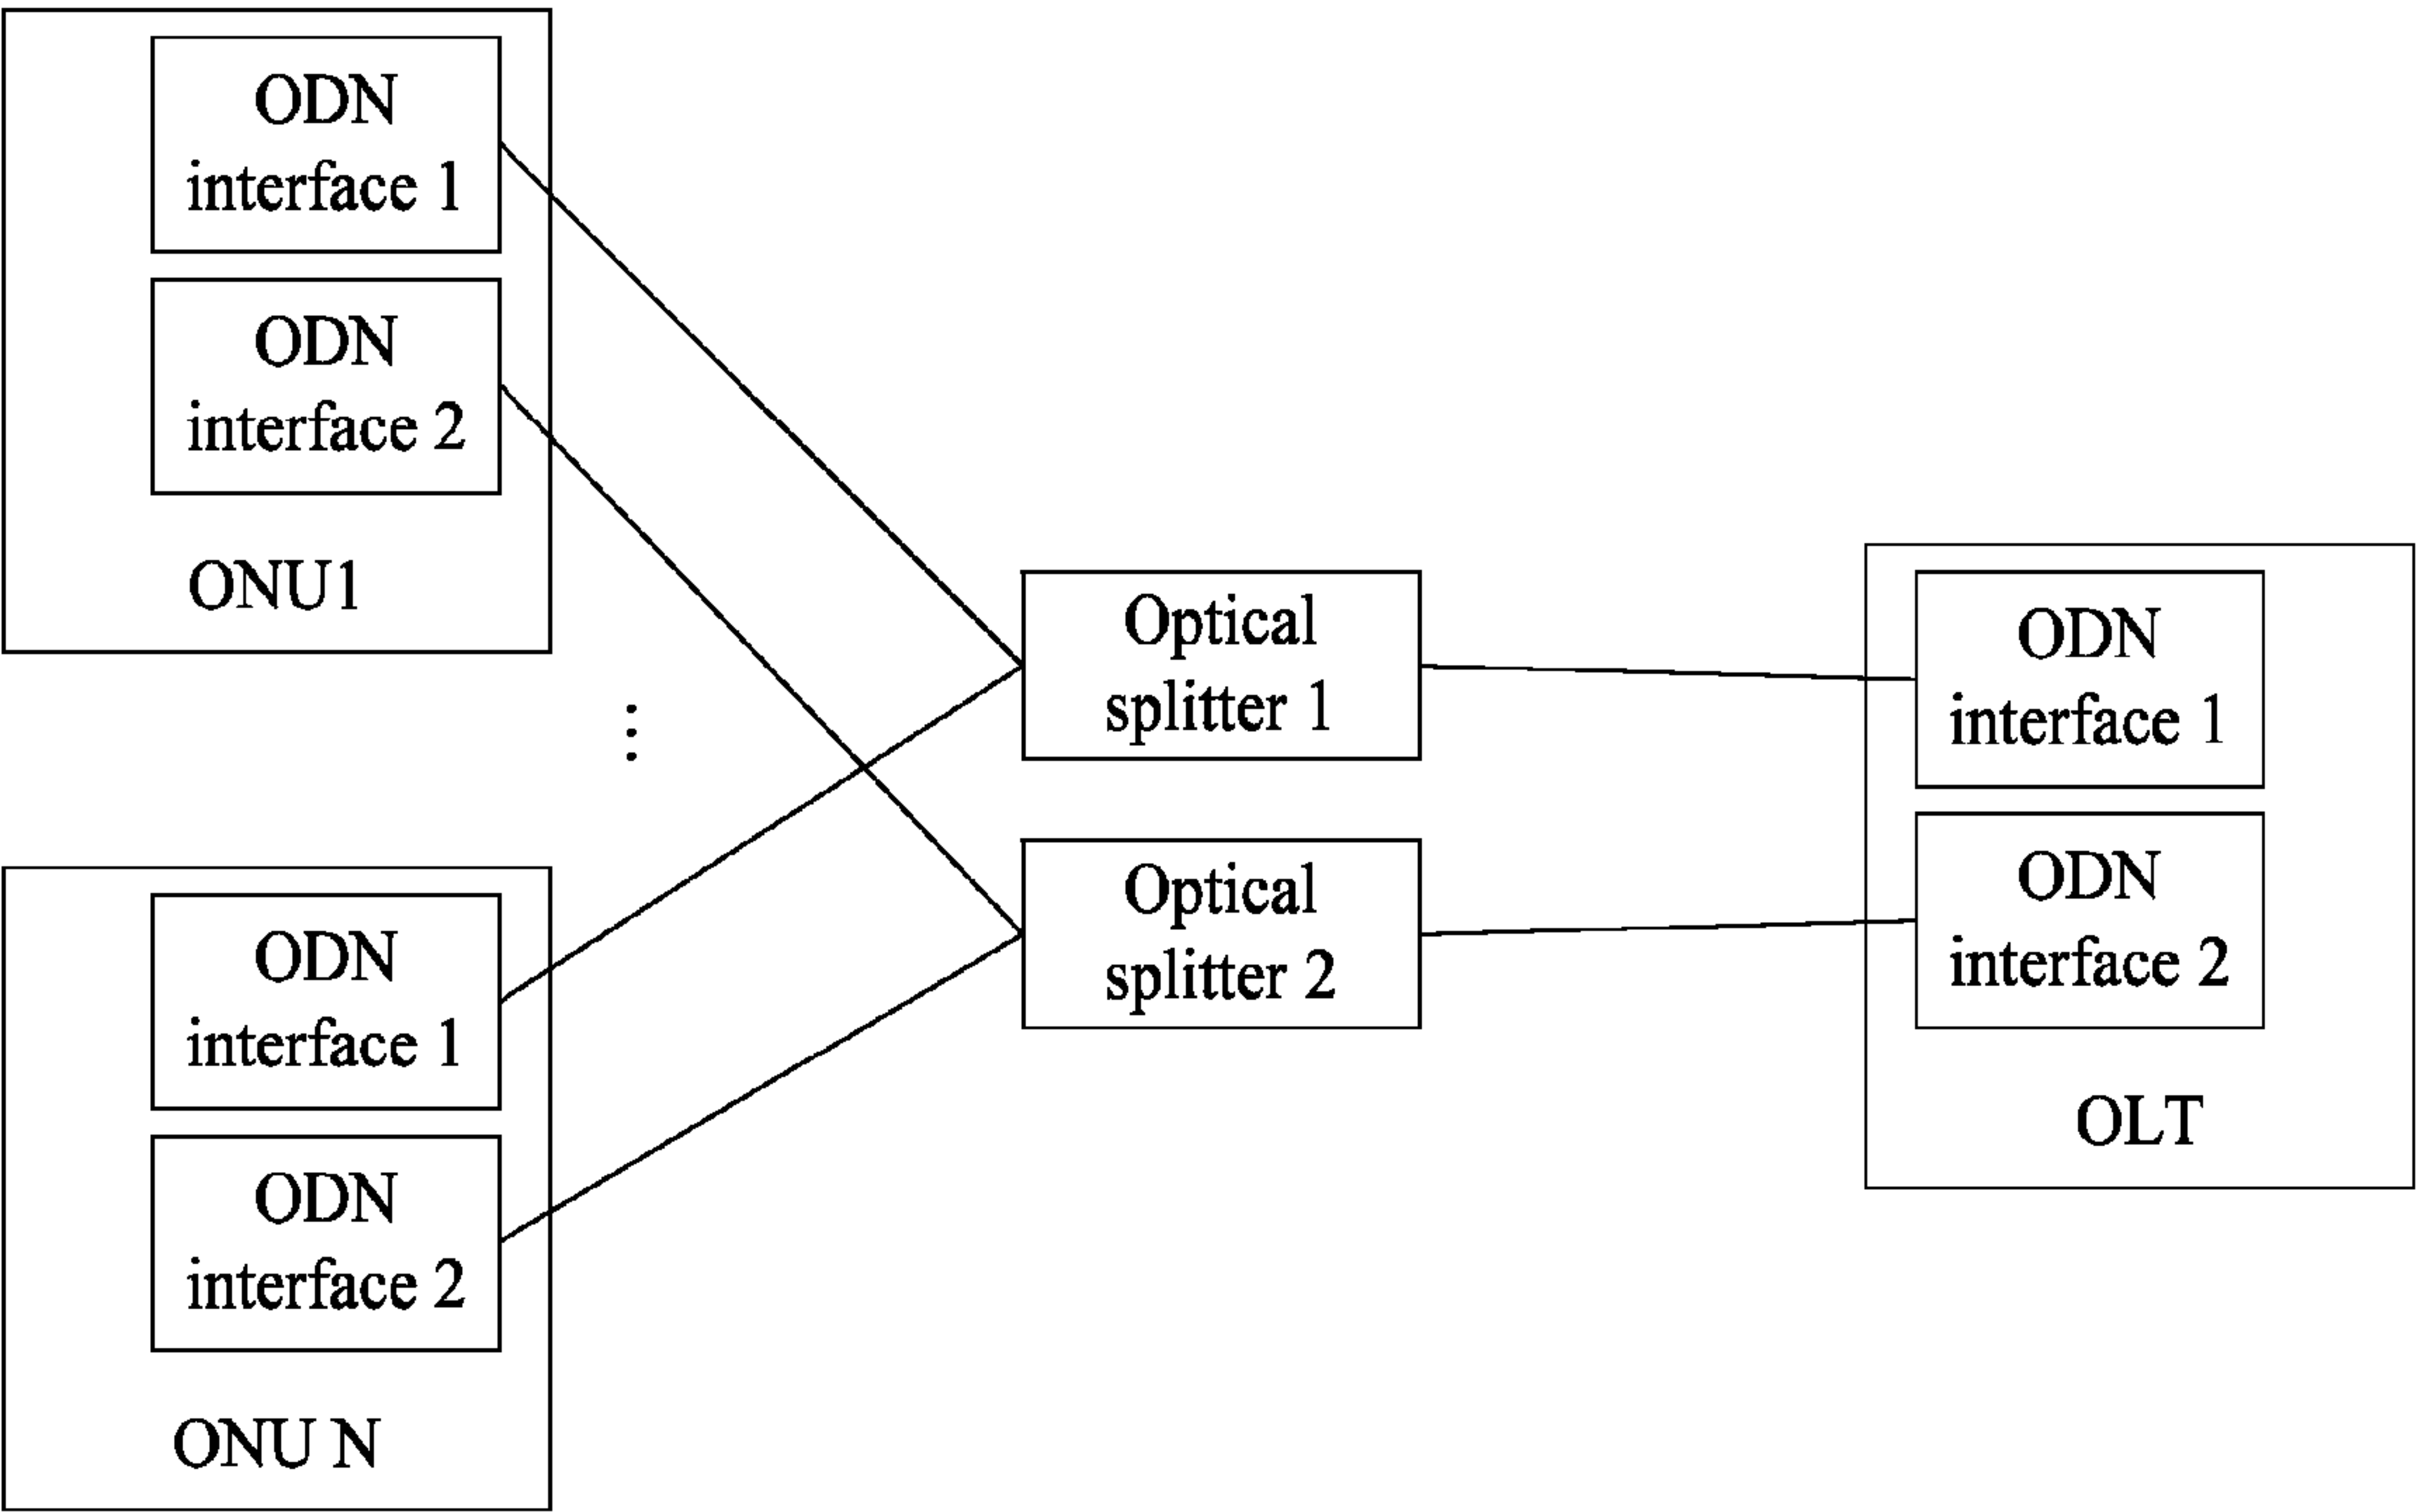 ODN
interface 1
ODN
interface 2
ONU1
ODN
interface 1
ODN
interface 2
ONU N
Optical
splitter 1
Optical
splitter 2
ODN
interface 1
ODN
interface 2
OLT